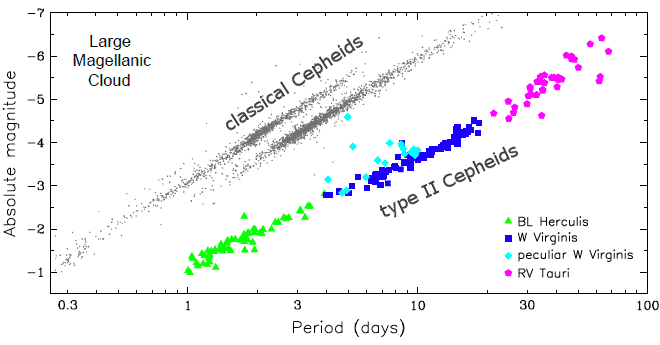 Large
Magellanic
Cloud
classical Cepheids
type II Cepheids
BL Herculis
W Virginis
peculiar W Virginis
RV Tauri
Absolute magnitude
-7
-6
-5
-4
-3
-2
-1
0.3 1 3 10 30 100
Period (days)